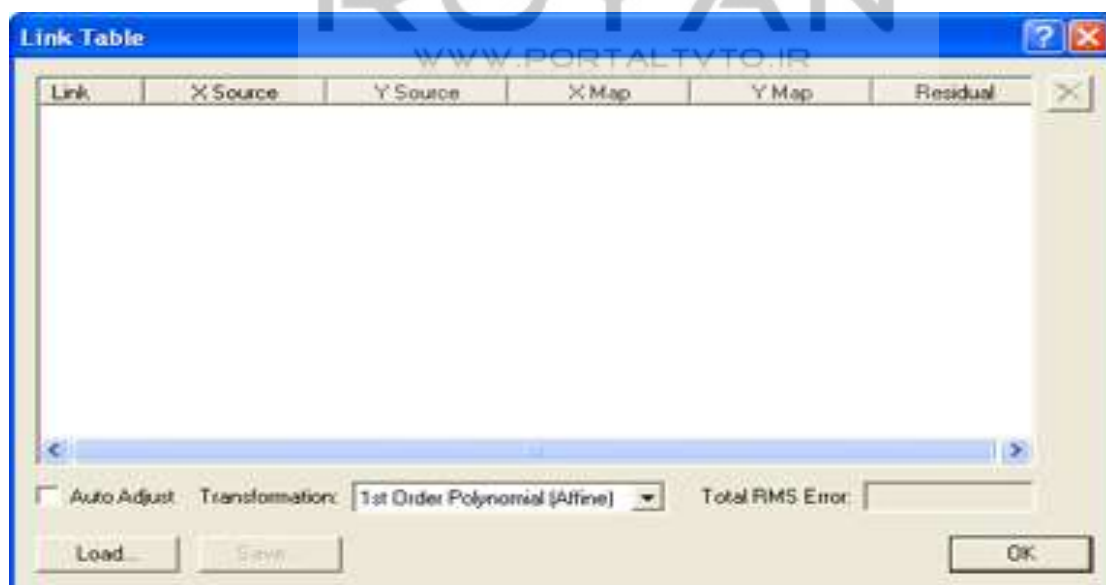 ROYAN
Link Table
WWW.PORTALTVTO.IR
Link X Source Y Source X Map Y Map Residual
Auto Adjust Transformation: 1st Order Polynomial (Affine) Total RMS Error:
Load... Save... OK